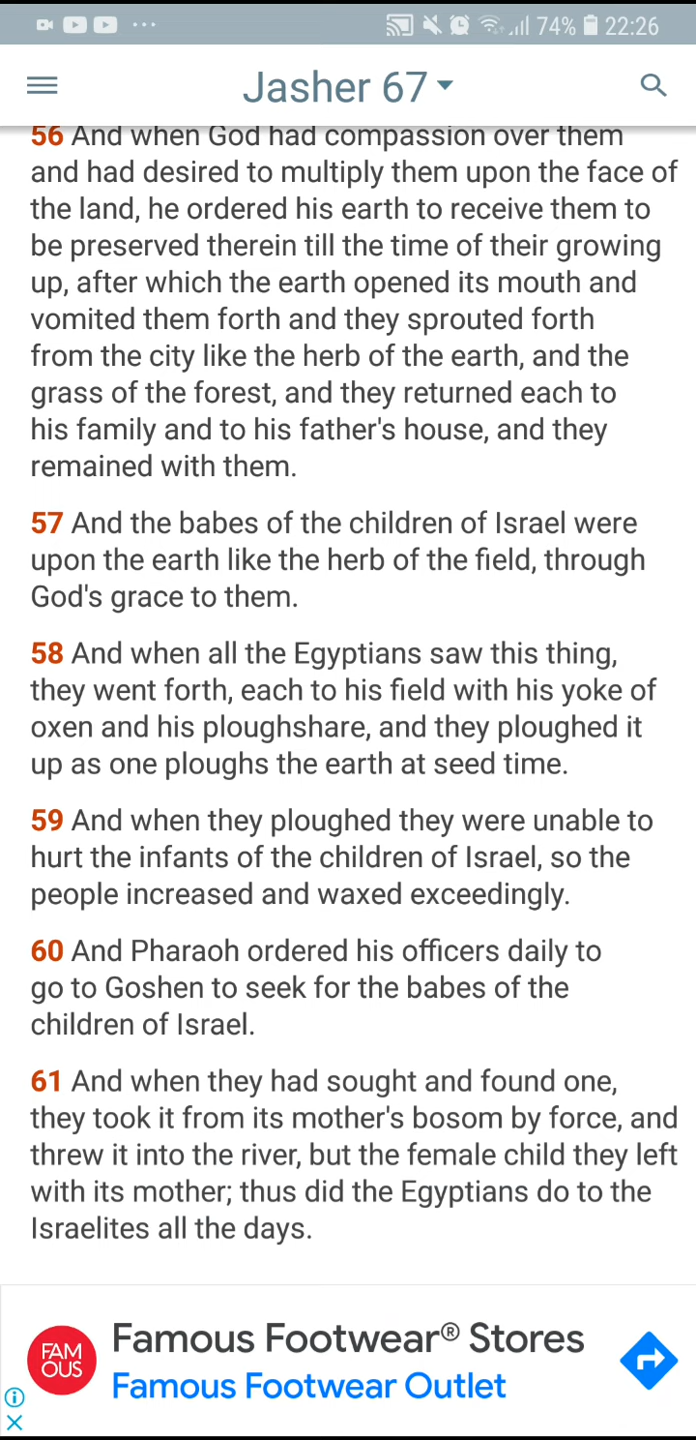 74% 22:26
Jasher 67
56 And when God had compassion over them
and had desired to multiply them upon the face of
the land, he ordered his earth to receive them to
be preserved therein till the time of their growing
up, after which the earth opened its mouth and
vomited them forth and they sprouted forth
from the city like the herb of the earth, and the
grass of the forest, and they returned each to
his family and to his father's house, and they
remained with them.
57 And the babes of the children of Israel were
upon the earth like the herb of the field, through
God's grace to them.
58 And when all the Egyptians saw this thing,
they went forth, each to his field with his yoke of
oxen and his ploughshare, and they ploughed it
up as one ploughs the earth at seed time.
59 And when they ploughed they were unable to
hurt the infants of the children of Israel, so the
people increased and waxed exceedingly.
60 And Pharaoh ordered his officers daily to
go to Goshen to seek for the babes of the
children of Israel.
61 And when they had sought and found one,
they took it from its mother's bosom by force, and
threw it into the river, but the female child they left
with its mother; thus did the Egyptians do to the
Israelites all the days.
FAM
OUS
Famous Footwear® Stores
Famous Footwear Outlet